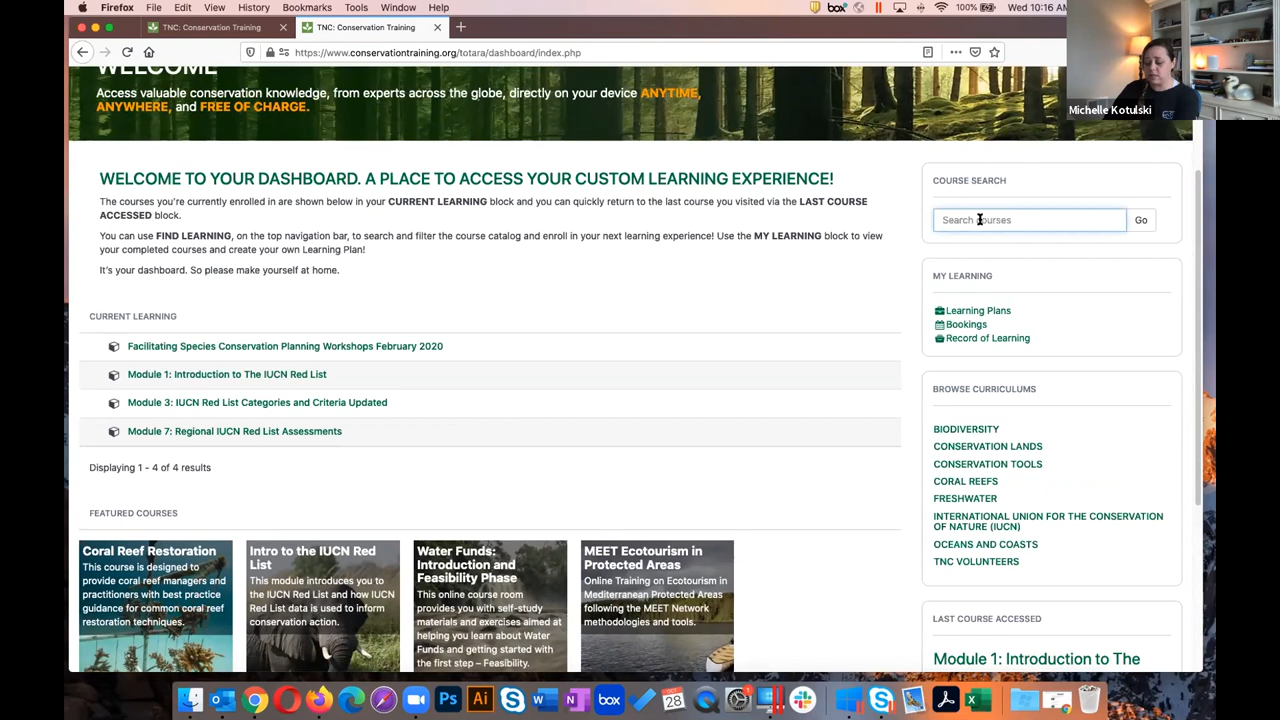 Firefox File Edit View History Bookmarks Tools Window Help
box 100% Wed 10:16 AM
TNC: Conservation Training
TNC: Conservation Training
https://www.conservationtraining.org/totara/dashboard/index.php
Michelle Kotulski
WELCOME
Access valuable conservation knowledge, from experts across the globe, directly on your device ANYTIME,
ANYWHERE, and FREE OF CHARGE.
WELCOME TO YOUR DASHBOARD. A PLACE TO ACCESS YOUR CUSTOM LEARNING EXPERIENCE!
The courses you're currently enrolled in are shown below in your CURRENT LEARNING block and you can quickly return to the last course you visited via the LAST COURSE
ACCESSED block.
You can use FIND LEARNING, on the top navigation bar, to search and filter the course catalog and enroll in your next learning experience! Use the MY LEARNING block to view
your completed courses and create your own Learning Plan!
It's your dashboard. So please make yourself at home.
CURRENT LEARNING
Facilitating Species Conservation Planning Workshops February 2020
Module 1: Introduction to The IUCN Red List
Module 3: IUCN Red List Categories and Criteria Updated
Module 7: Regional IUCN Red List Assessments
Displaying 1 - 4 of 4 results
FEATURED COURSES
Coral Reef Restoration
This course is designed to
provide coral reef managers and
practitioners with best practice
guidance for common coral reef
restoration techniques.
Intro to the IUCN Red
List
This module introduces you to
the IUCN Red List and how IUCN
Red List data is used to inform
conservation action.
Water Funds:
Introduction and
Feasibility Phase
This online course room
provides you with self-study
materials and exercises aimed at
helping you learn about Water
Funds and getting started with
the first step – Feasibility.
MEET Ecotourism in
Protected Areas
Online Training on Ecotourism in
Mediterranean Protected Areas
following the MEET Network
methodologies and tools.
COURSE SEARCH
Search courses
Go
MY LEARNING
Learning Plans
Bookings
Record of Learning
BROWSE CURRICULUMS
BIODIVERSITY
CONSERVATION LANDS
CONSERVATION TOOLS
CORAL REEFS
FRESHWATER
INTERNATIONAL UNION FOR THE CONSERVATION
OF NATURE (IUCN)
OCEANS AND COASTS
TNC VOLUNTEERS
LAST COURSE ACCESSED
Module 1: Introduction to The
Ps Ai S W N box 28 S X